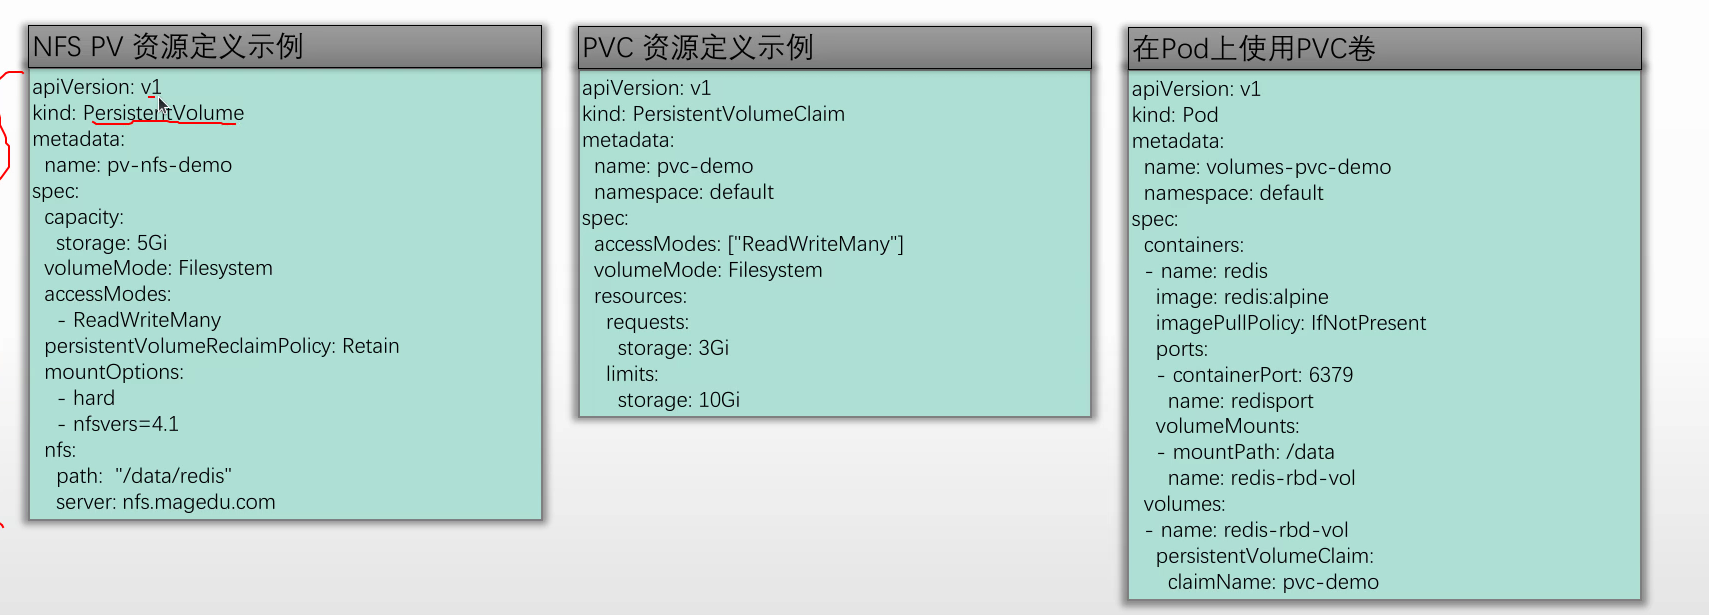 NFS PV 资源定义示例
apiVersion: v1
kind: PersistentVolume
metadata:
  name: pv-nfs-demo
spec:
  capacity:
    storage: 5Gi
  volumeMode: Filesystem
  accessModes:
    - ReadWriteMany
  persistentVolumeReclaimPolicy: Retain
  mountOptions:
    - hard
    - nfsvers=4.1
  nfs:
    path:  "/data/redis"
    server: nfs.magedu.com
PVC 资源定义示例
apiVersion: v1
kind: PersistentVolumeClaim
metadata:
  name: pvc-demo
  namespace: default
spec:
  accessModes: ["ReadWriteMany"]
  volumeMode: Filesystem
  resources:
    requests:
      storage: 3Gi
    limits:
      storage: 10Gi
在Pod上使用PVC卷
apiVersion: v1
kind: Pod
metadata:
  name: volumes-pvc-demo
  namespace: default
spec:
  containers:
  - name: redis
    image: redis:alpine
    imagePullPolicy: IfNotPresent
    ports:
    - containerPort: 6379
      name: redisport
    volumeMounts:
    - mountPath: /data
      name: redis-rbd-vol
  volumes:
  - name: redis-rbd-vol
    persistentVolumeClaim:
      claimName: pvc-demo